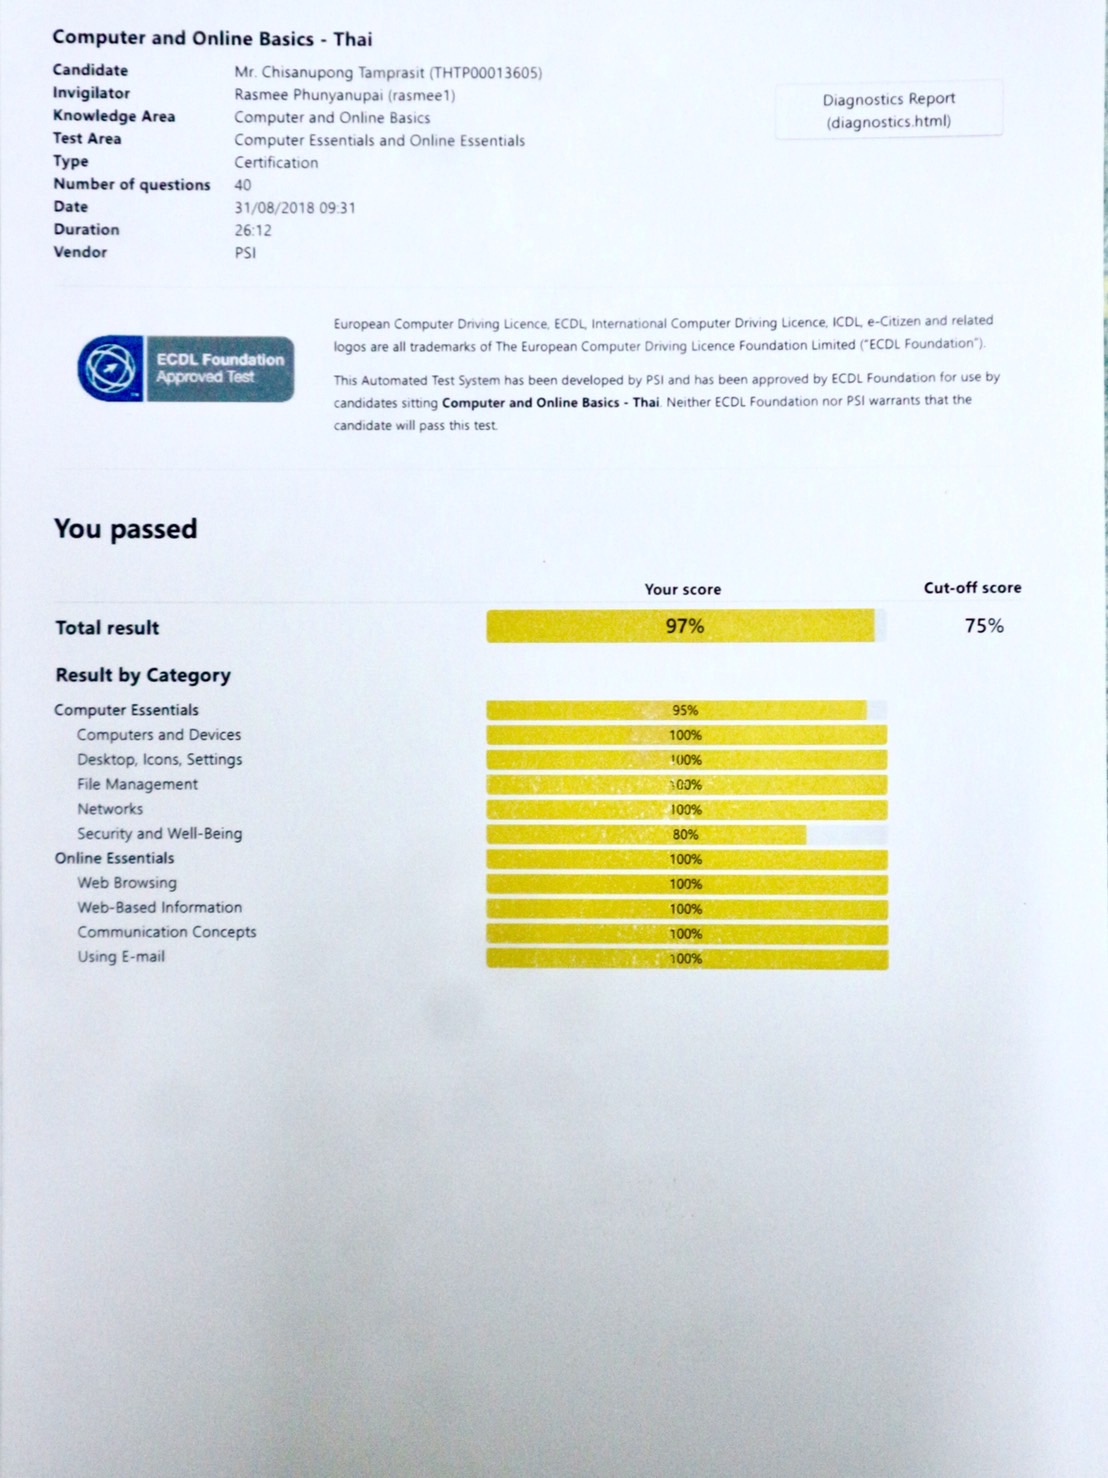 Computer and Online Basics - Thai
Candidate Mr. Chisanupong Tamprasit (THTP00013605)
Invigilator Rasmee Phunyanupai (rasmee1)
Knowledge Area Computer and Online Basics
Test Area Computer Essentials and Online Essentials
Type Certification
Number of questions 40
Date 31/08/2018 09:31
Duration 26:12
Vendor PSI
Diagnostics Report
(diagnostics.html)
ECDL Foundation
Approved Test
European Computer Driving Licence, ECDL, International Computer Driving Licence, ICDL, e-Citizen and related
logos are all trademarks of The European Computer Driving Licence Foundation Limited ("ECDL Foundation").
This Automated Test System has been developed by PSI and has been approved by ECDL Foundation for use by
candidates sitting Computer and Online Basics - Thai. Neither ECDL Foundation nor PSI warrants that the
candidate will pass this test.
You passed
Your score Cut-off score
Total result 97% 75%
Result by Category
Computer Essentials 95%
Computers and Devices 100%
Desktop, Icons, Settings 100%
File Management 100%
Networks 100%
Security and Well-Being 80%
Online Essentials 100%
Web Browsing 100%
Web-Based Information 100%
Communication Concepts 100%
Using E-mail 100%